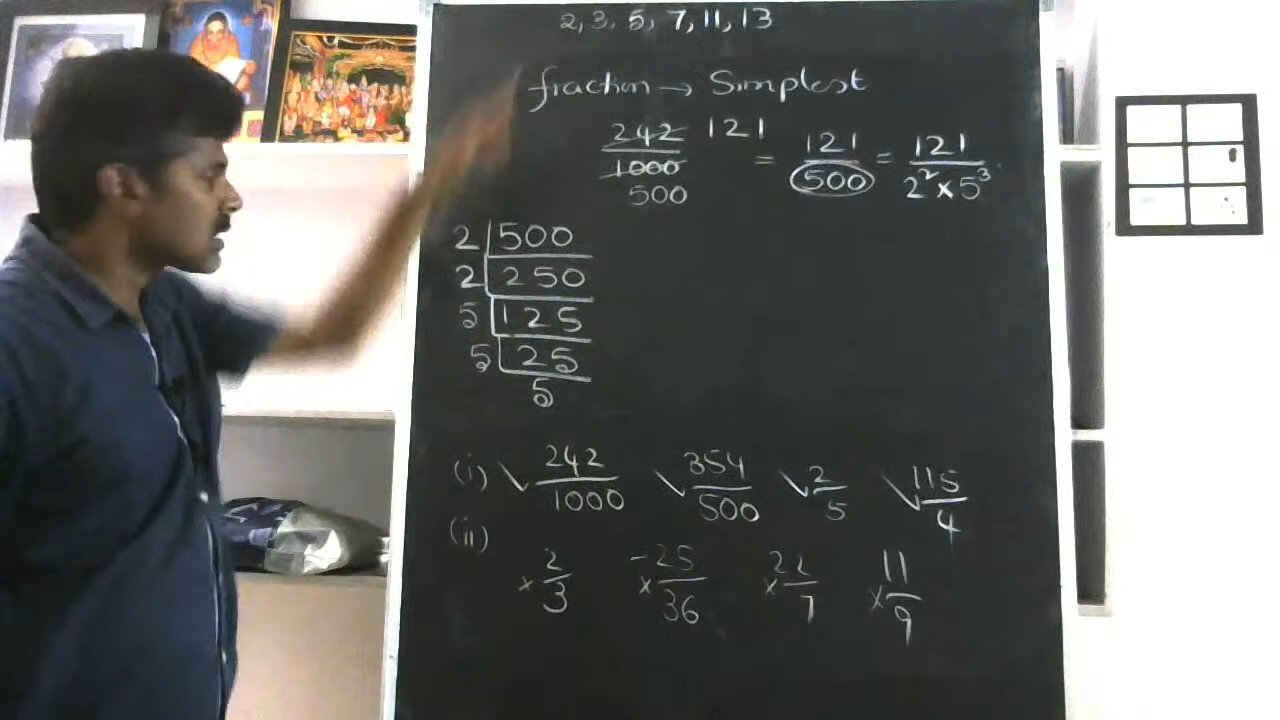 2, 3, 5, 7, 11, 13
fraction → Simplest
242/1000 121 500 = 121/500 = 121/2² × 5³
2 | 500
2 | 250
5 | 125
5 | 25
5
(i) √ 242/1000 √ 354/500 √ 2/5 √ 115/4
(ii)
× 2/3 × -25/36 × 22/7 × 11/9